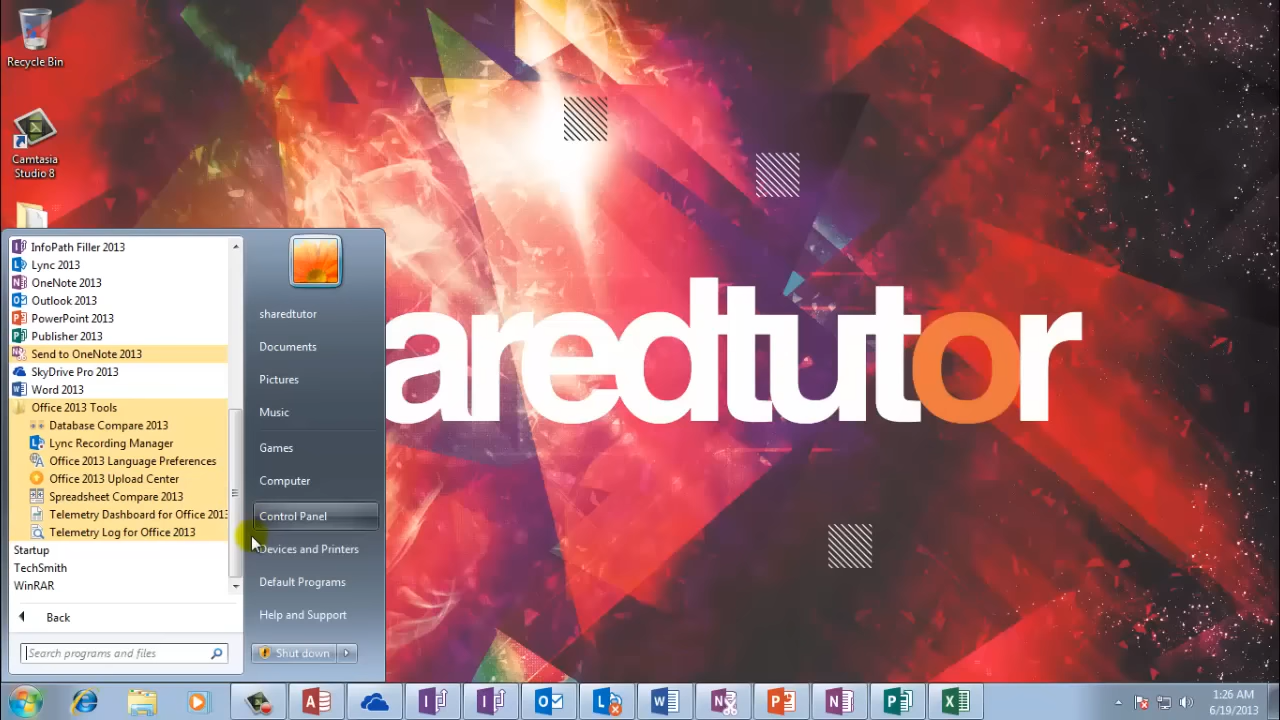 Recycle Bin
Camtasia
Studio 8
InfoPath Filler 2013
Lync 2013
OneNote 2013
Outlook 2013
PowerPoint 2013
Publisher 2013
Send to OneNote 2013
SkyDrive Pro 2013
Word 2013
Office 2013 Tools
Database Compare 2013
Lync Recording Manager
Office 2013 Language Preferences
Office 2013 Upload Center
Spreadsheet Compare 2013
Telemetry Dashboard for Office 2013
Telemetry Log for Office 2013
Startup
TechSmith
WinRAR
Back
Search programs and files
sharedtutor
Documents
Pictures
Music
Games
Computer
Control Panel
Devices and Printers
Default Programs
Help and Support
Shut down
aredtutor
1:26 AM
6/19/2013